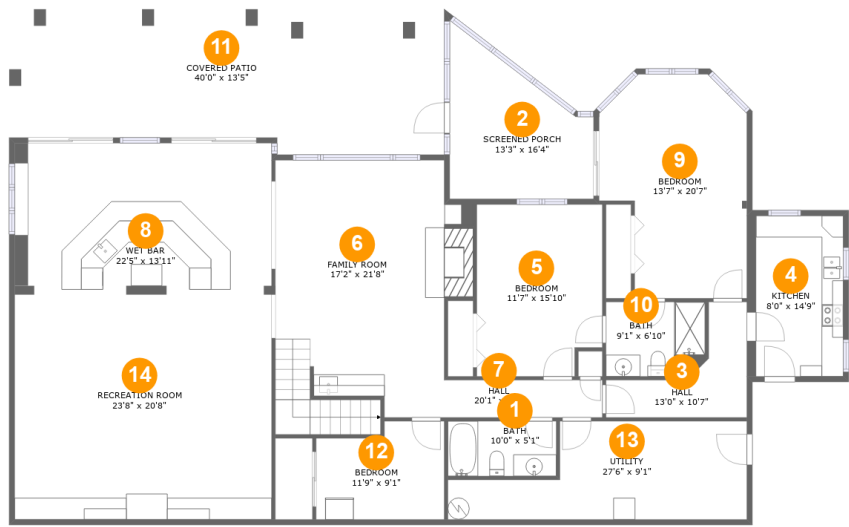 11
COVERED PATIO
40'0" x 13'5"
2
SCREENED PORCH
13'3" x 16'4"
9
BEDROOM
13'7" x 20'7"
8
WET BAR
22'5" x 13'11"
6
FAMILY ROOM
17'2" x 21'8"
5
BEDROOM
11'7" x 15'10"
4
KITCHEN
8'0" x 14'9"
10
BATH
9'1" x 6'10"
14
RECREATION ROOM
23'8" x 20'8"
7
HALL
20'1" x
3
HALL
13'0" x 10'7"
1
BATH
10'0" x 5'1"
12
BEDROOM
11'9" x 9'1"
13
UTILITY
27'6" x 9'1"